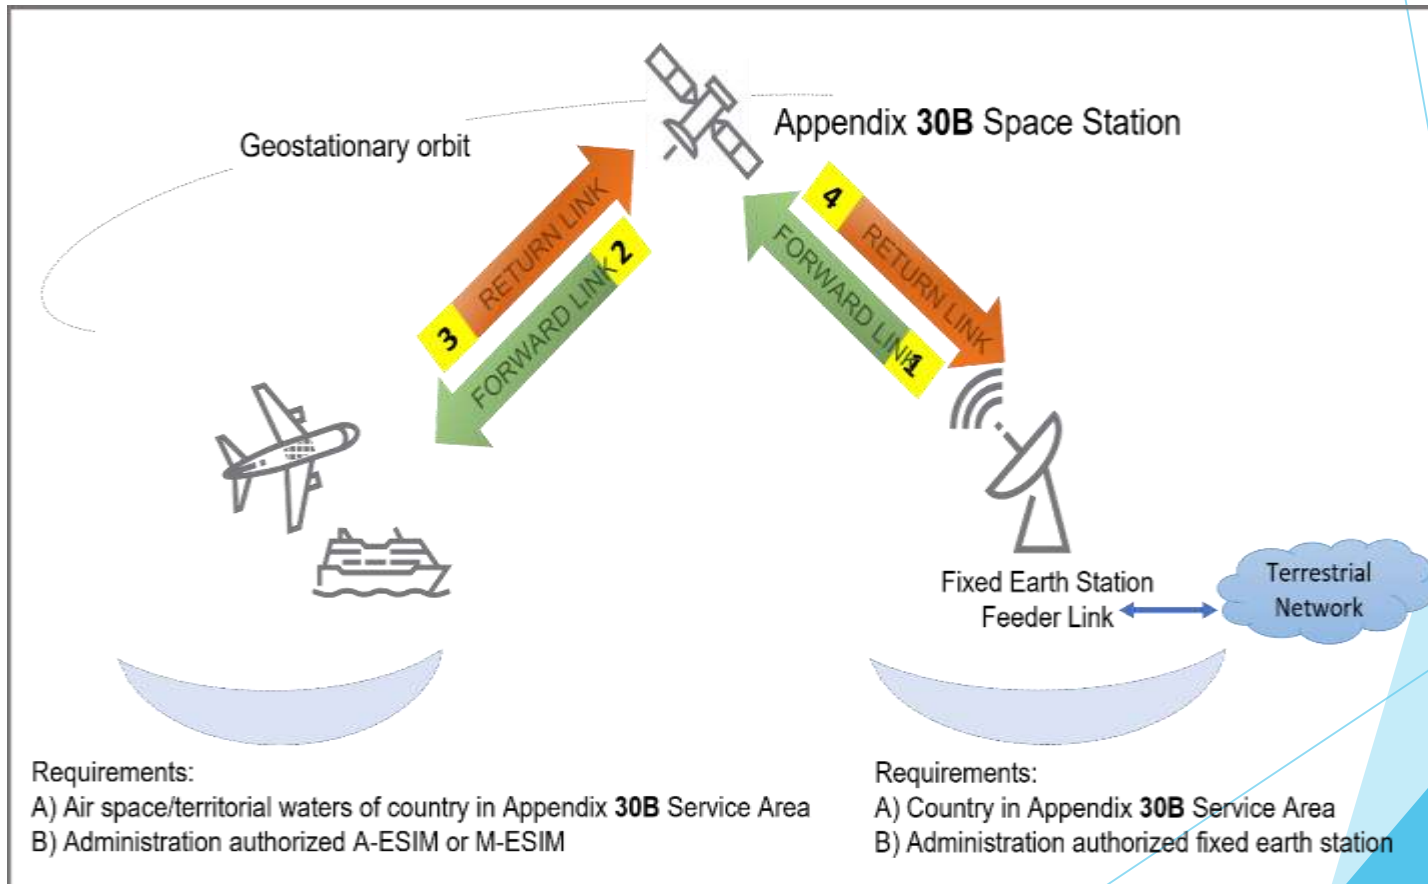 Appendix 30B Space Station
Geostationary orbit
RETURN LINK
3
FORWARD LINK
2
4
RETURN LINK
FORWARD LINK
1
Fixed Earth Station
Feeder Link
Terrestrial
Network
Requirements:
A) Air space/territorial waters of country in Appendix 30B Service Area
B) Administration authorized A-ESIM or M-ESIM
Requirements:
A) Country in Appendix 30B Service Area
B) Administration authorized fixed earth station